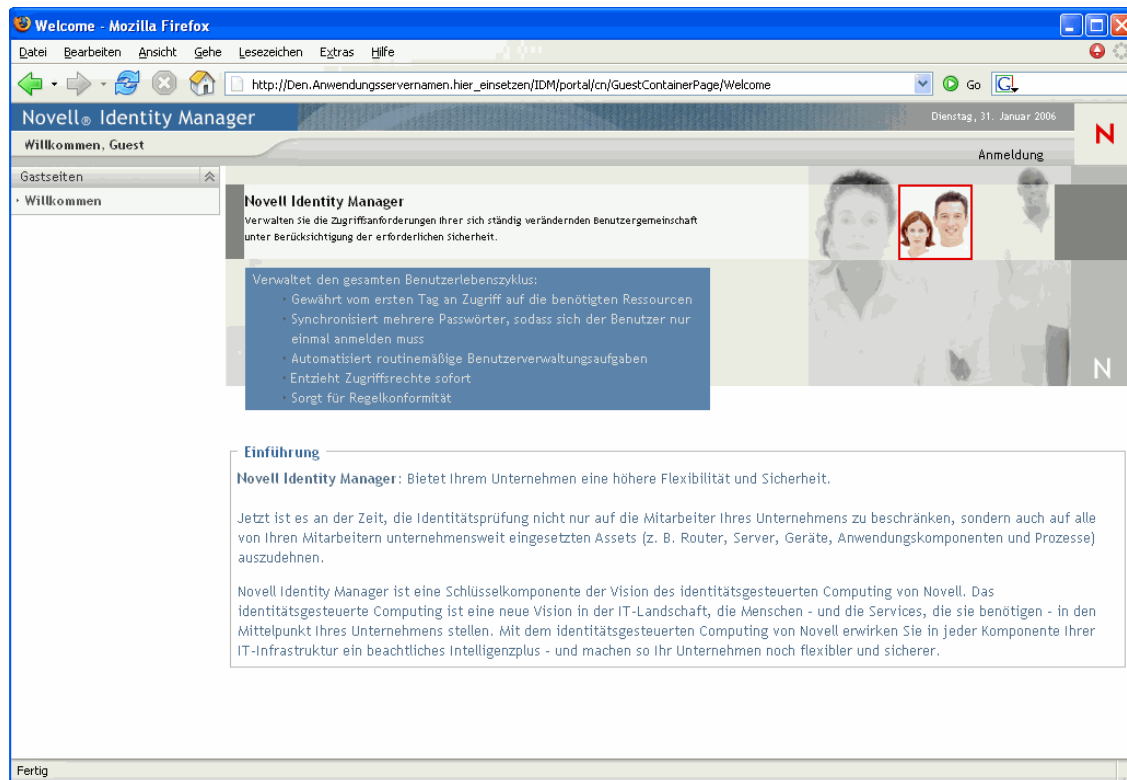 Welcome - Mozilla Firefox
Datei Bearbeiten Ansicht Gehe Lesezeichen Extras Hilfe
http://Den.Anwendungsservernamen.hier_einsetzen/IDM/portal/cn/GuestContainerPage/Welcome Go G
Novell® Identity Manager Dienstag, 31. Januar 2006
N
Willkommen, Guest
Anmeldung
Gastseiten
Willkommen
Novell Identity Manager
Verwalten Sie die Zugriffsanforderungen Ihrer sich ständig verändernden Benutzergemeinschaft
unter Berücksichtigung der erforderlichen Sicherheit.
Verwaltet den gesamten Benutzerlebenszyklus:
· Gewährt vom ersten Tag an Zugriff auf die benötigten Ressourcen
· Synchronisiert mehrere Passwörter, sodass sich der Benutzer nur
einmal anmelden muss
· Automatisiert routinemäßige Benutzerverwaltungsaufgaben
· Entzieht Zugriffsrechte sofort
· Sorgt für Regelkonformität
N
Einführung
Novell Identity Manager: Bietet Ihrem Unternehmen eine höhere Flexibilität und Sicherheit.
Jetzt ist es an der Zeit, die Identitätsprüfung nicht nur auf die Mitarbeiter Ihres Unternehmens zu beschränken, sondern auch auf alle
von Ihren Mitarbeitern unternehmensweit eingesetzten Assets (z. B. Router, Server, Geräte, Anwendungskomponenten und Prozesse)
auszudehnen.
Novell Identity Manager ist eine Schlüsselkomponente der Vision des identitätsgesteuerten Computing von Novell. Das
identitätsgesteuerte Computing ist eine neue Vision in der IT-Landschaft, die Menschen - und die Services, die sie benötigen - in den
Mittelpunkt Ihres Unternehmens stellen. Mit dem identitätsgesteuerten Computing von Novell erwirken Sie in jeder Komponente Ihrer
IT-Infrastruktur ein beachtliches Intelligenzplus - und machen so Ihr Unternehmen noch flexibler und sicherer.
Fertig